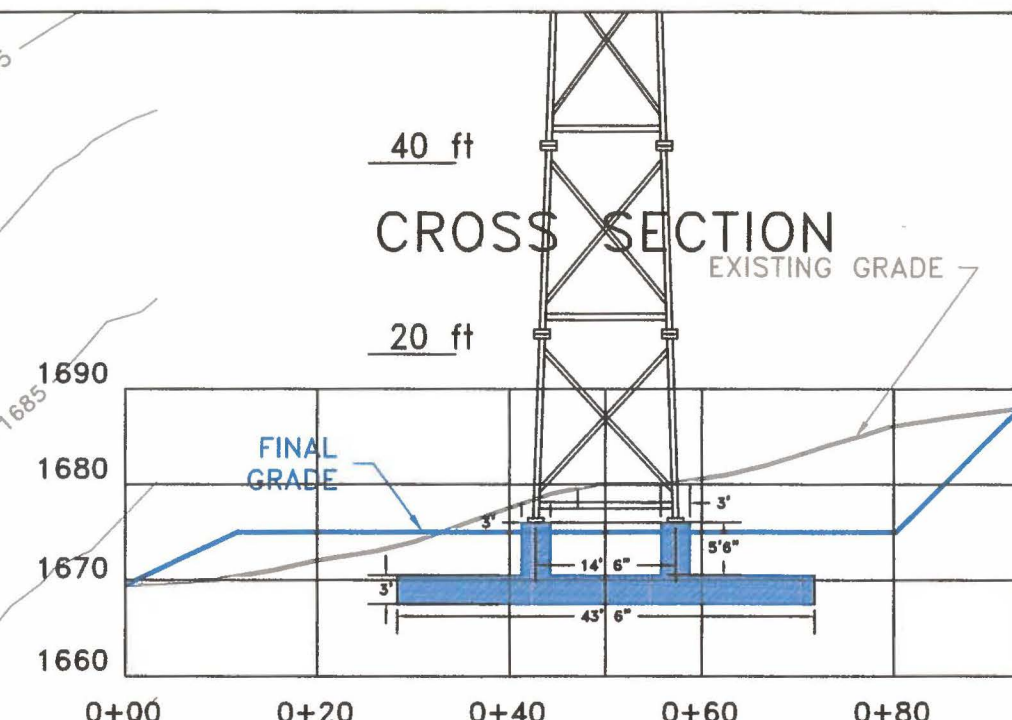 40 ft
CROSS SECTION
EXISTING GRADE
20 ft
1690
1685
FINAL
GRADE
1680
3'
3'
5'6"
14' 6"
1670
3'
43' 6"
1660
0+00 0+20 0+40 0+60 0+80